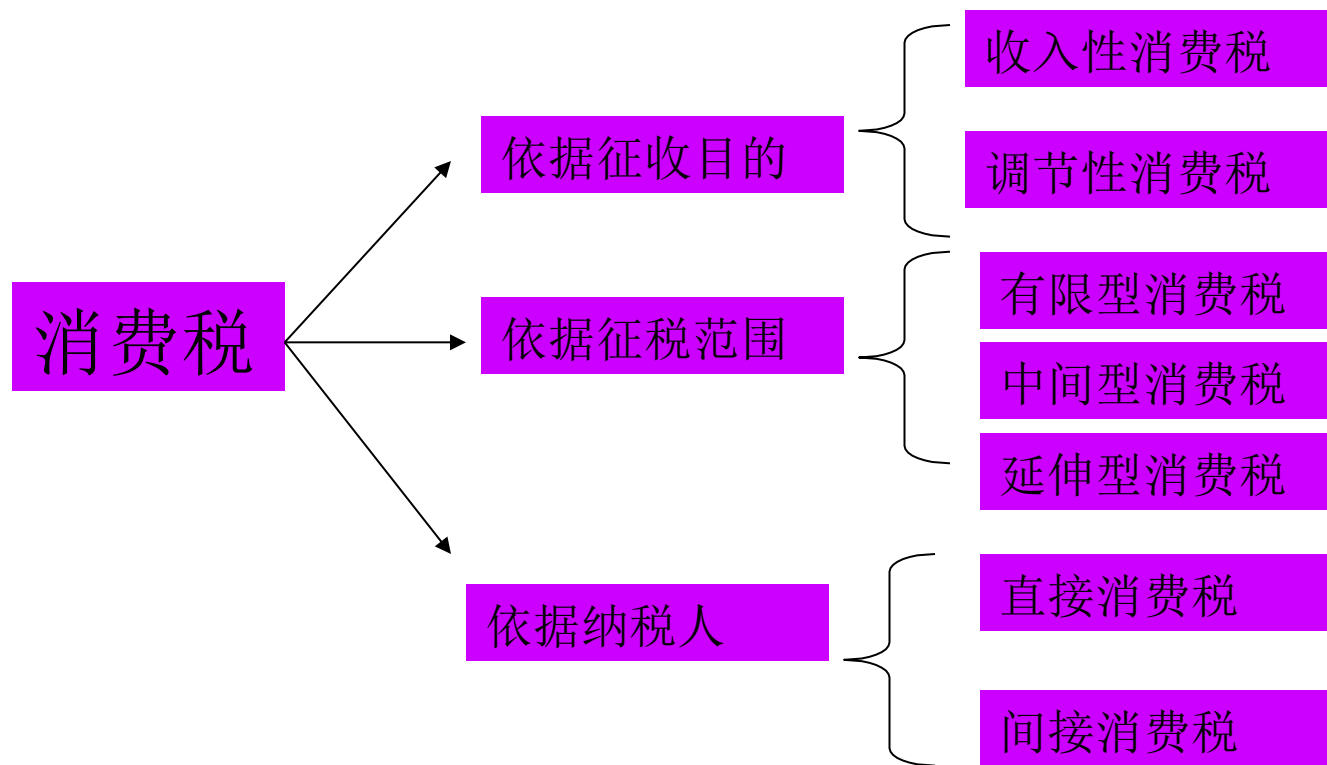 消费税
依据征收目的
收入性消费税
调节性消费税
依据征税范围
有限型消费税
中间型消费税
延伸型消费税
依据纳税人
直接消费税
间接消费税